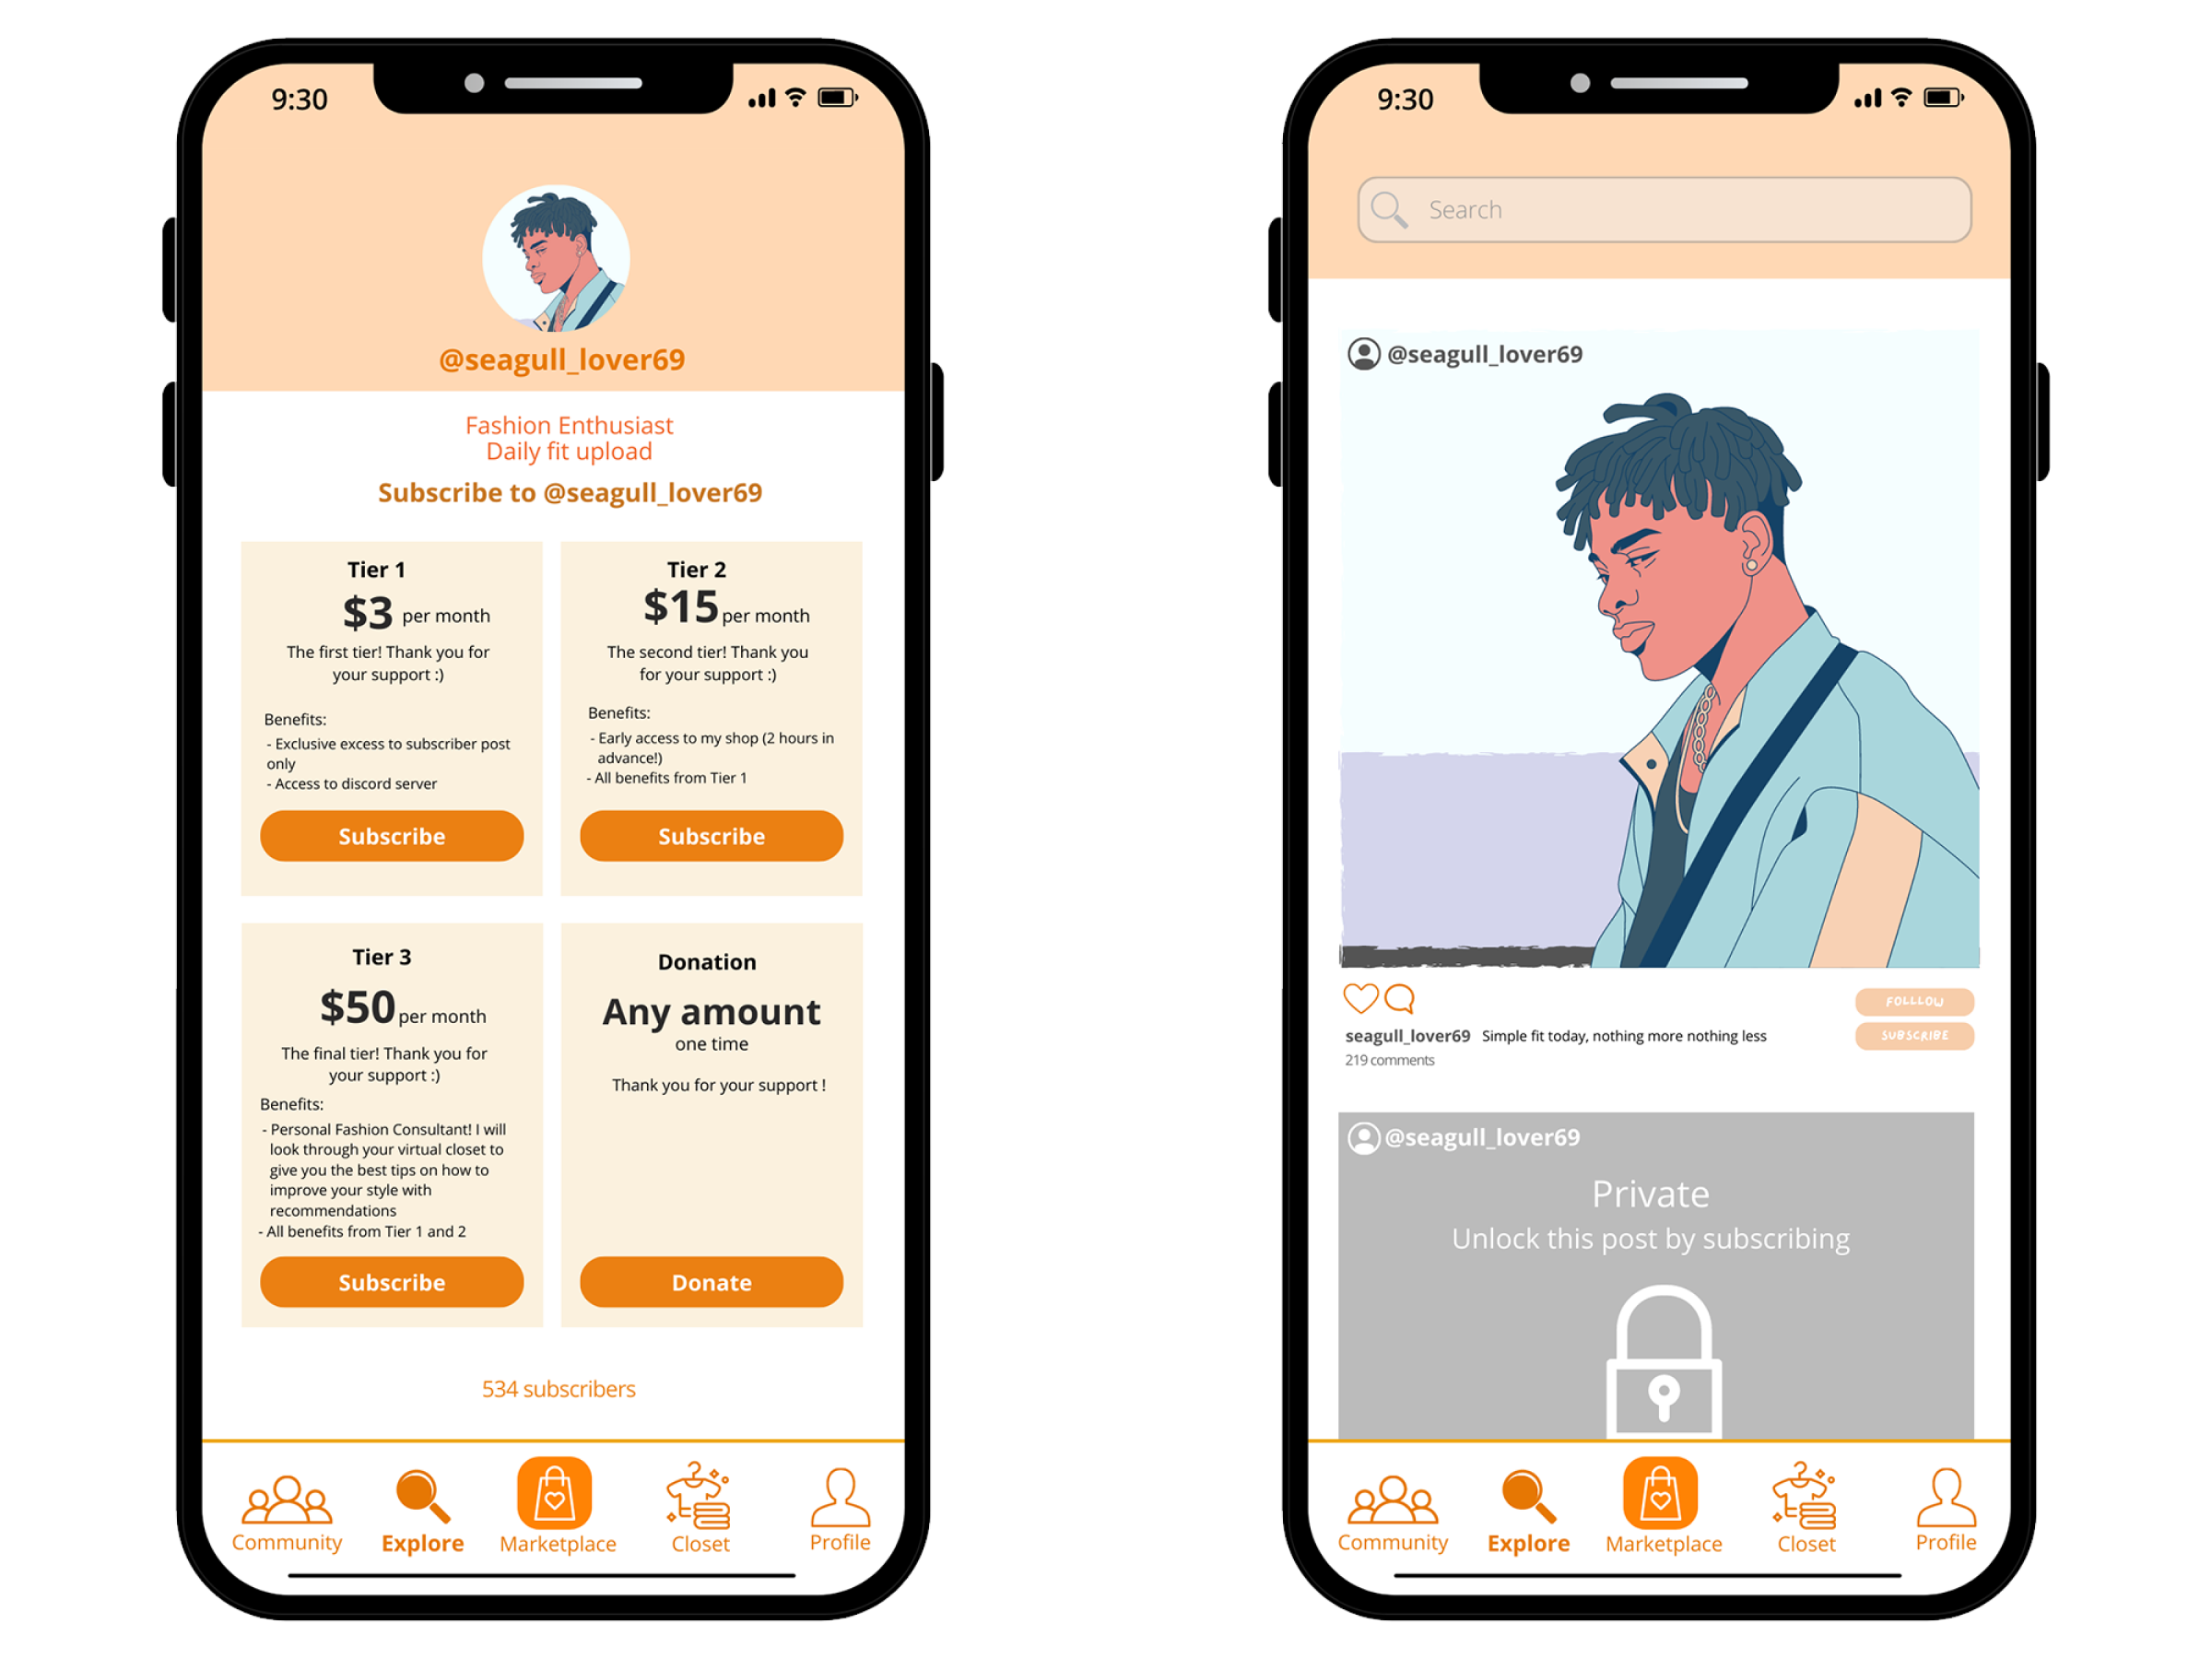 9:30
@seagull_lover69
Fashion Enthusiast
Daily fit upload
Subscribe to @seagull_lover69
Tier 1
$3 per month
The first tier! Thank you for
your support :)
Benefits:
- Exclusive excess to subscriber post
only
- Access to discord server
Subscribe
Tier 2
$15 per month
The second tier! Thank you
for your support :)
Benefits:
- Early access to my shop (2 hours in
advance!)
- All benefits from Tier 1
Subscribe
Tier 3
$50 per month
The final tier! Thank you for
your support :)
Benefits:
- Personal Fashion Consultant! I will
look through your virtual closet to
give you the best tips on how to
improve your style with
recommendations
- All benefits from Tier 1 and 2
Subscribe
Donation
Any amount
one time
Thank you for your support !
Donate
534 subscribers
Community
Explore
Marketplace
Closet
Profile
9:30
Search
@seagull_lover69
FOLLLOW
SUBSCRIBE
seagull_lover69 Simple fit today, nothing more nothing less
219 comments
@seagull_lover69
Private
Unlock this post by subscribing
Community
Explore
Marketplace
Closet
Profile